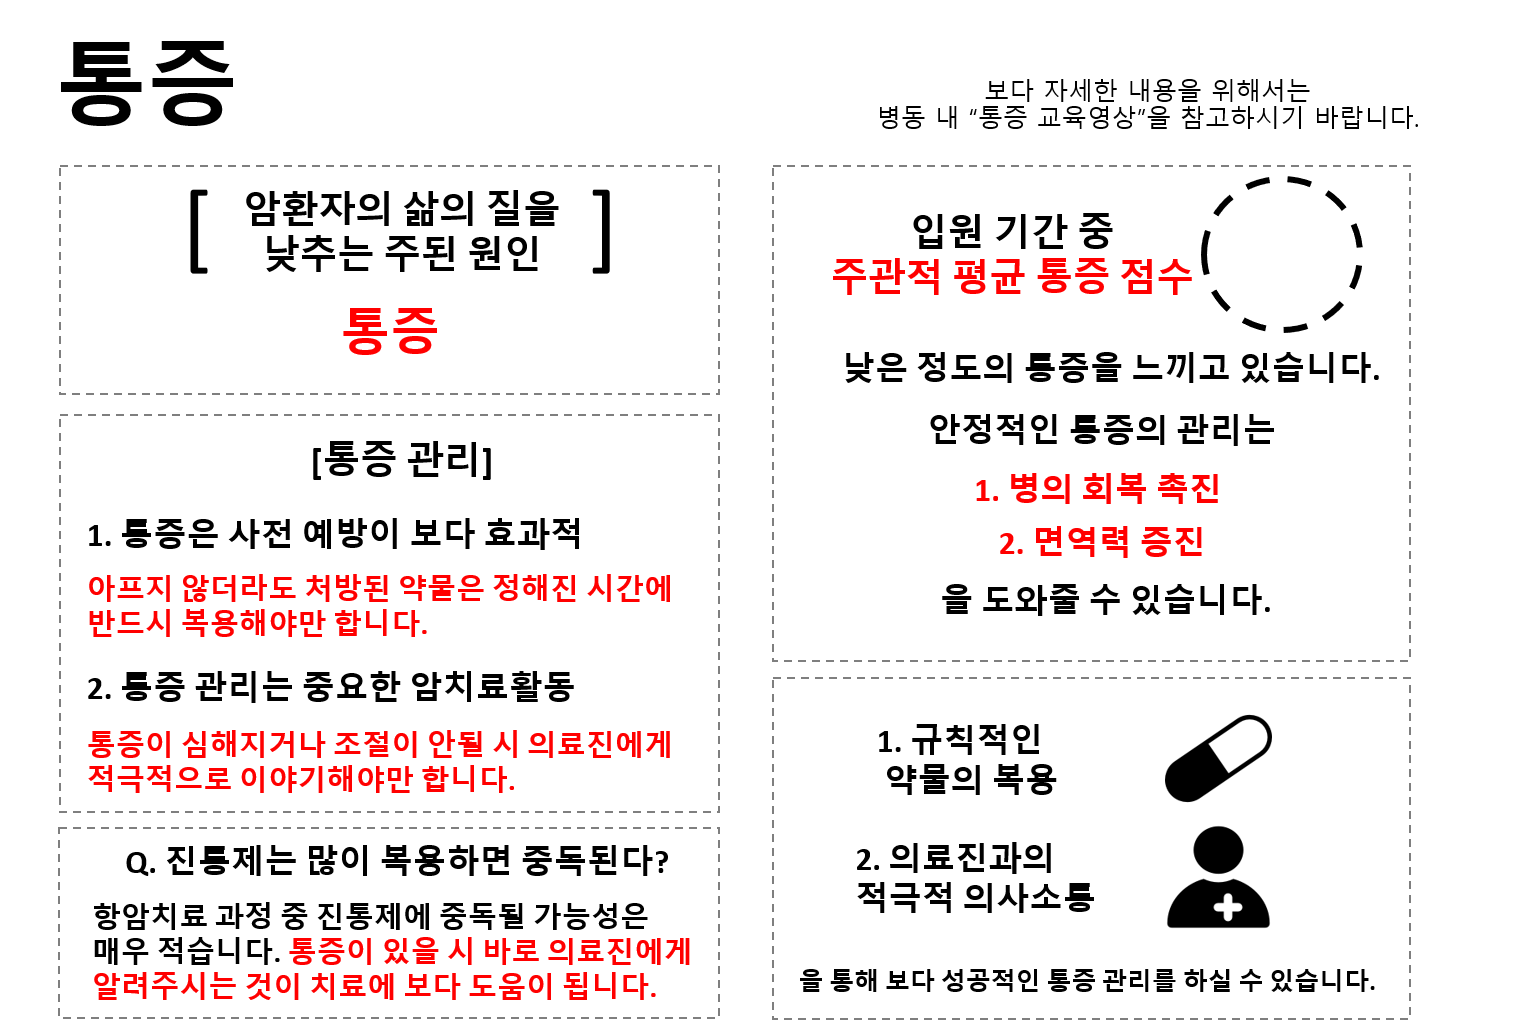 통증
보다 자세한 내용을 위해서는
병동 내 “통증 교육영상”을 참고하시기 바랍니다.
[ 암환자의 삶의 질을
낮추는 주된 원인 ]
통증
[통증 관리]
1. 통증은 사전 예방이 보다 효과적
아프지 않더라도 처방된 약물은 정해진 시간에
반드시 복용해야만 합니다.
2. 통증 관리는 중요한 암치료활동
통증이 심해지거나 조절이 안될 시 의료진에게
적극적으로 이야기해야만 합니다.
Q. 진통제는 많이 복용하면 중독된다?
항암치료 과정 중 진통제에 중독될 가능성은
매우 적습니다. 통증이 있을 시 바로 의료진에게
알려주시는 것이 치료에 보다 도움이 됩니다.
입원 기간 중
주관적 평균 통증 점수
낮은 정도의 통증을 느끼고 있습니다.
안정적인 통증의 관리는
1. 병의 회복 촉진
2. 면역력 증진
을 도와줄 수 있습니다.
1. 규칙적인
약물의 복용
2. 의료진과의
적극적 의사소통
을 통해 보다 성공적인 통증 관리를 하실 수 있습니다.